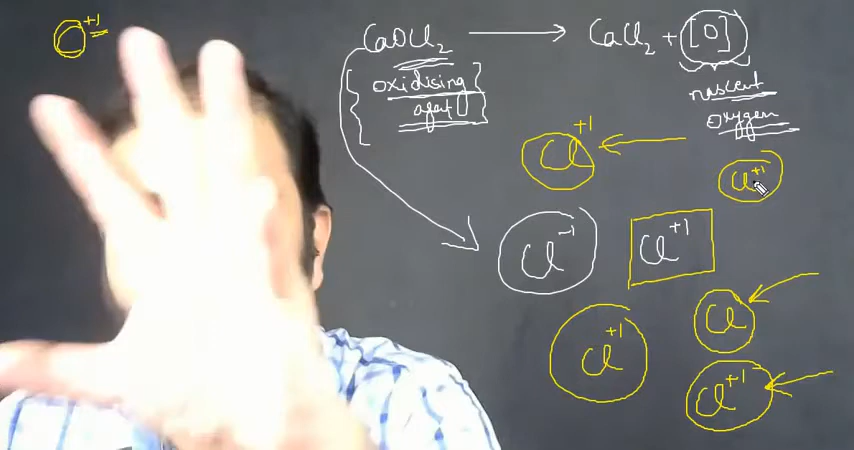 +1
CaOCl2 → CaCl2 + [O]
{oxidising agent}
nascent oxygen
Cl+1
Cl+1
Cl-1 Cl+1
Cl
Cl+1
Cl+1